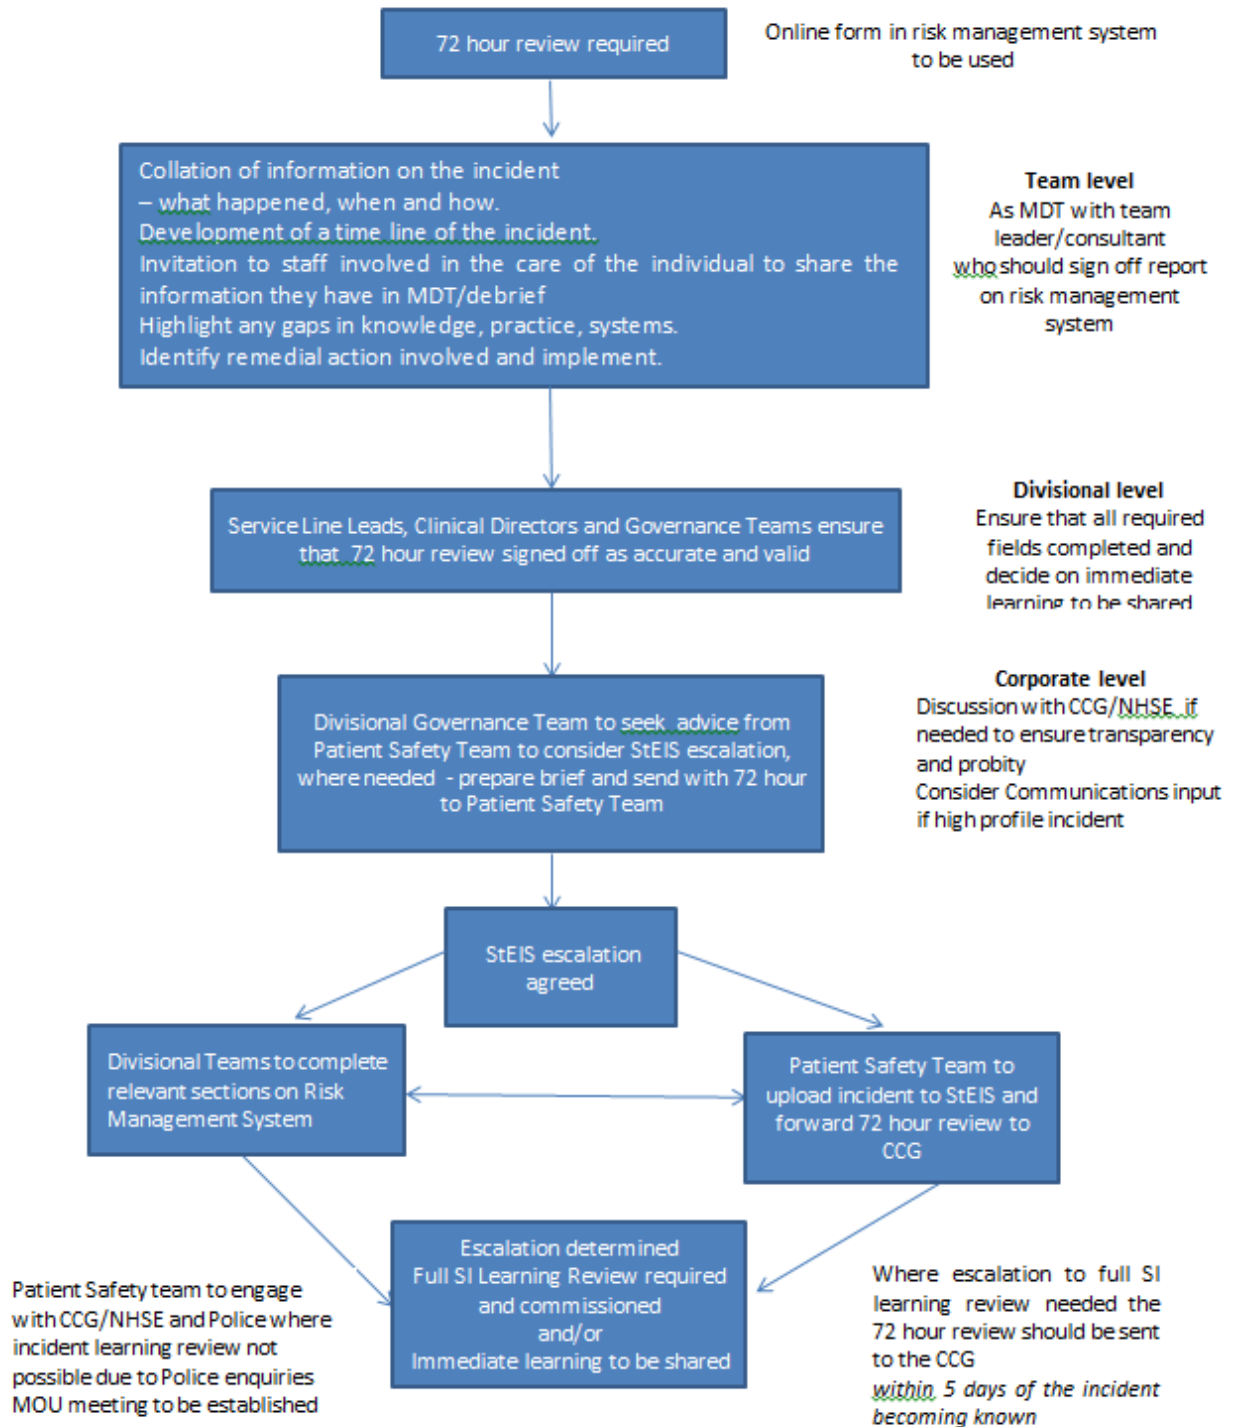 72 hour review required
Online form in risk management system
to be used
Collation of information on the incident
– what happened, when and how.
Development of a time line of the incident.
Invitation to staff involved in the care of the individual to share the
information they have in MDT/debrief
Highlight any gaps in knowledge, practice, systems.
Identify remedial action involved and implement.
Team level
As MDT with team
leader/consultant
who should sign off report
on risk management
system
Service Line Leads, Clinical Directors and Governance Teams ensure
that 72 hour review signed off as accurate and valid
Divisional level
Ensure that all required
fields completed and
decide on immediate
learning to be shared
Divisional Governance Team to seek advice from
Patient Safety Team to consider StEIS escalation,
where needed - prepare brief and send with 72 hour
to Patient Safety Team
Corporate level
Discussion with CCG/NHSE if
needed to ensure transparency
and probity
Consider Communications input
if high profile incident
StEIS escalation
agreed
Divisional Teams to complete
relevant sections on Risk
Management System
Patient Safety Team to
upload incident to StEIS and
forward 72 hour review to
CCG
Escalation determined
Full SI Learning Review required
and commissioned
and/or
Immediate learning to be shared
Patient Safety team to engage
with CCG/NHSE and Police where
incident learning review not
possible due to Police enquiries
MOU meeting to be established
Where escalation to full SI
learning review needed the
72 hour review should be sent
to the CCG
within 5 days of the incident
becoming known